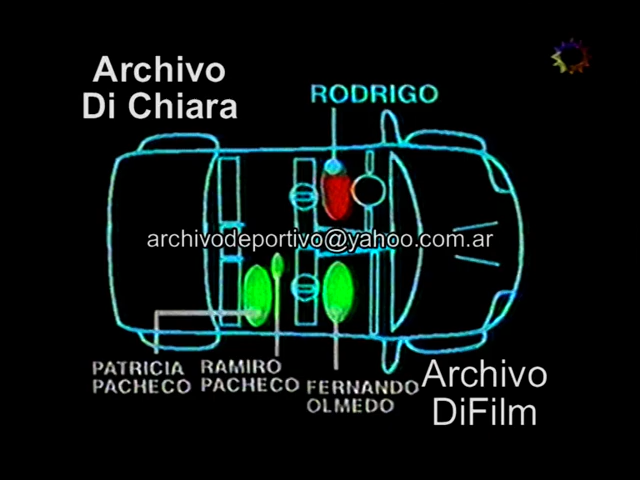 Archivo
Di Chiara
RODRIGO
archivodeportivo@yahoo.com.ar
PATRICIA
PACHECO
RAMIRO
PACHECO
FERNANDO
OLMEDO
Archivo
DiFilm